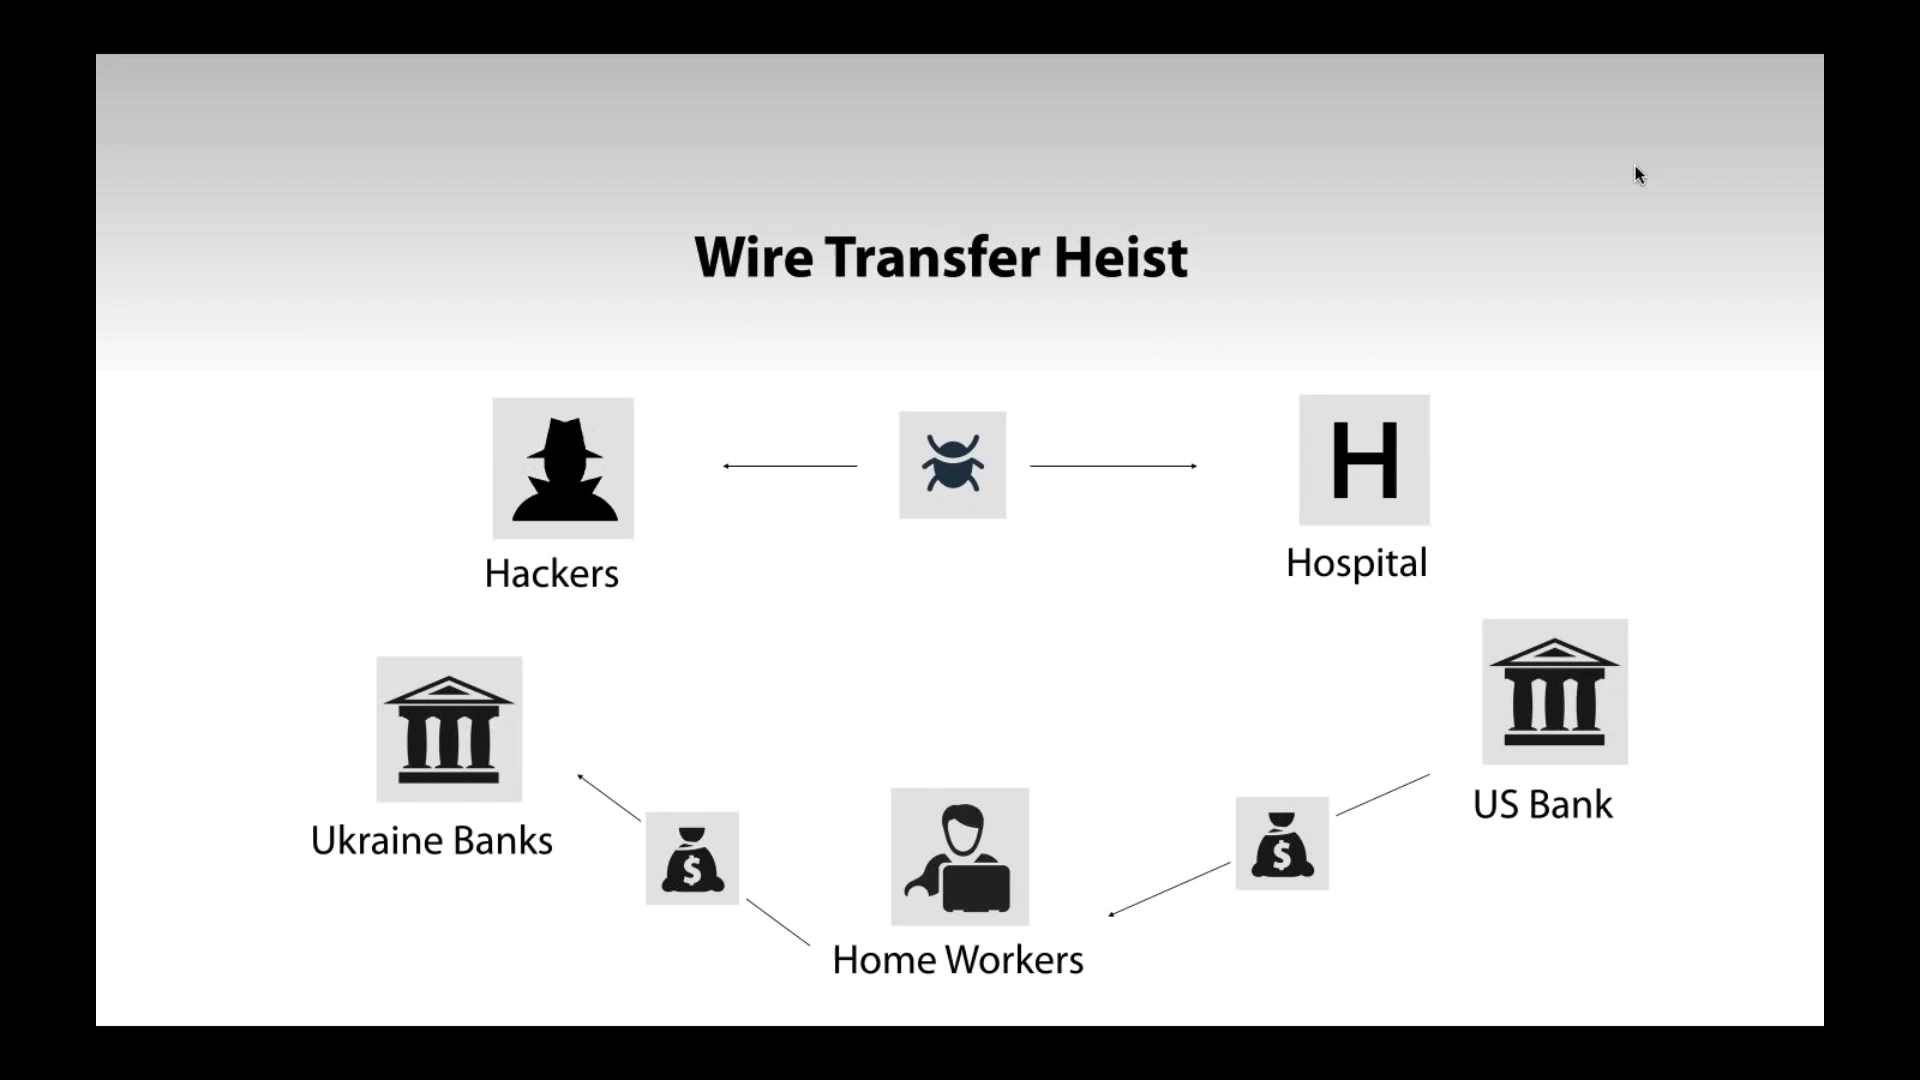 Wire Transfer Heist
H
Hackers
Hospital
US Bank
Ukraine Banks
$
$
Home Workers